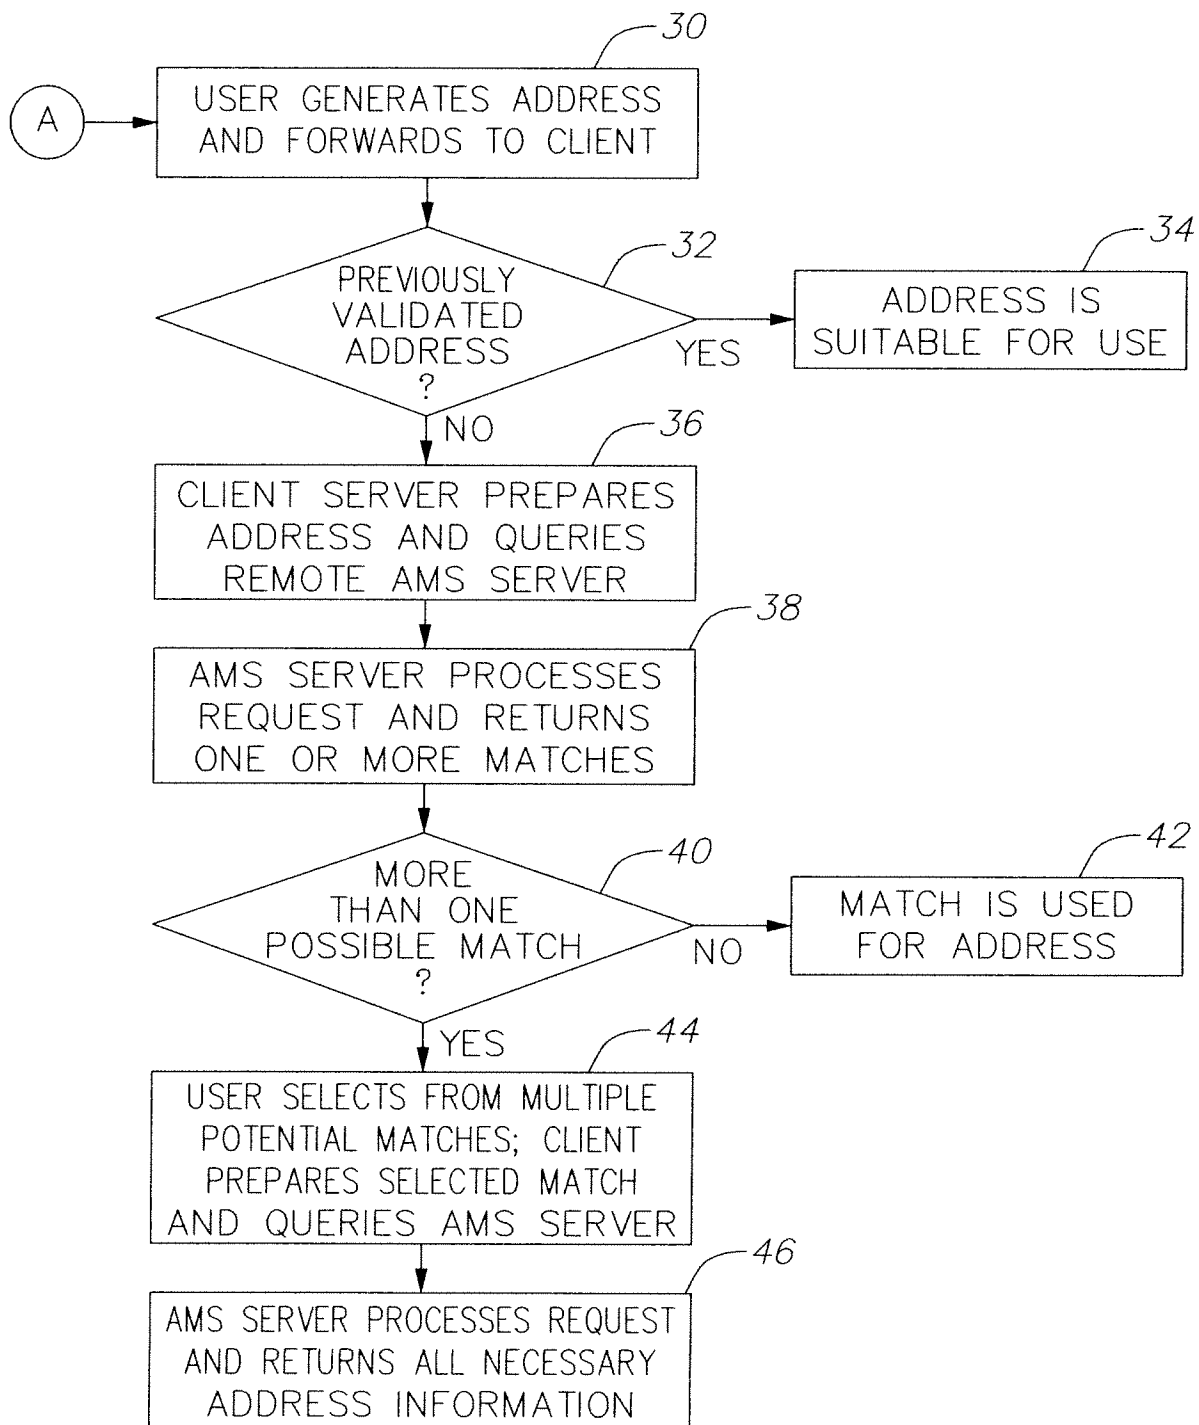 30
A
USER GENERATES ADDRESS
AND FORWARDS TO CLIENT
32
PREVIOUSLY
VALIDATED
ADDRESS
?
YES
34
ADDRESS IS
SUITABLE FOR USE
NO
36
CLIENT SERVER PREPARES
ADDRESS AND QUERIES
REMOTE AMS SERVER
38
AMS SERVER PROCESSES
REQUEST AND RETURNS
ONE OR MORE MATCHES
40
MORE
THAN ONE
POSSIBLE MATCH
?
NO
42
MATCH IS USED
FOR ADDRESS
YES
44
USER SELECTS FROM MULTIPLE
POTENTIAL MATCHES; CLIENT
PREPARES SELECTED MATCH
AND QUERIES AMS SERVER
46
AMS SERVER PROCESSES REQUEST
AND RETURNS ALL NECESSARY
ADDRESS INFORMATION